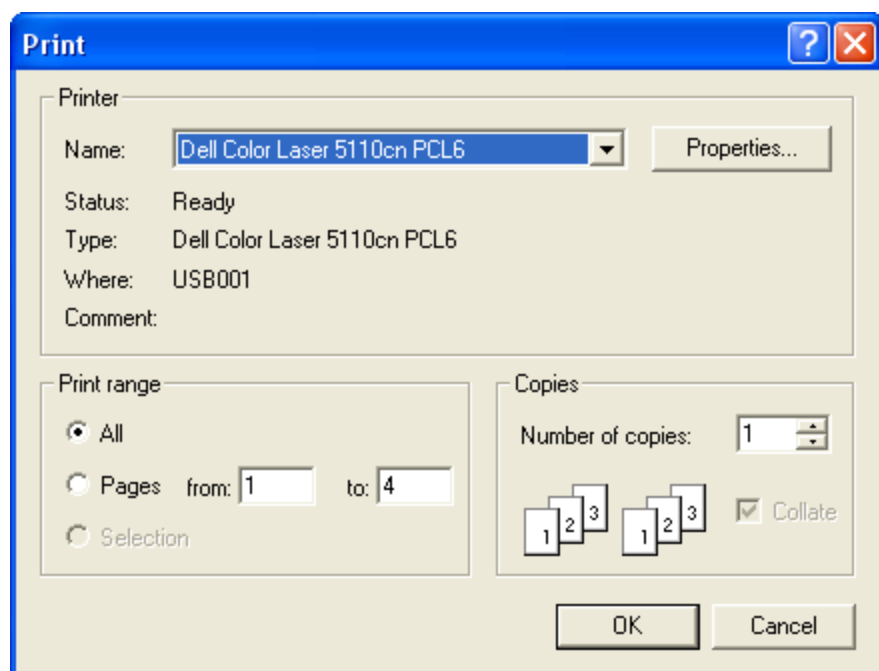 Print
Printer
Name: Dell Color Laser 5110cn PCL6 Properties...
Status: Ready
Type: Dell Color Laser 5110cn PCL6
Where: USB001
Comment:
Print range
All
Pages from: 1 to: 4
Selection
Copies
Number of copies: 1
1 2 3 1 2 3 Collate
OK Cancel